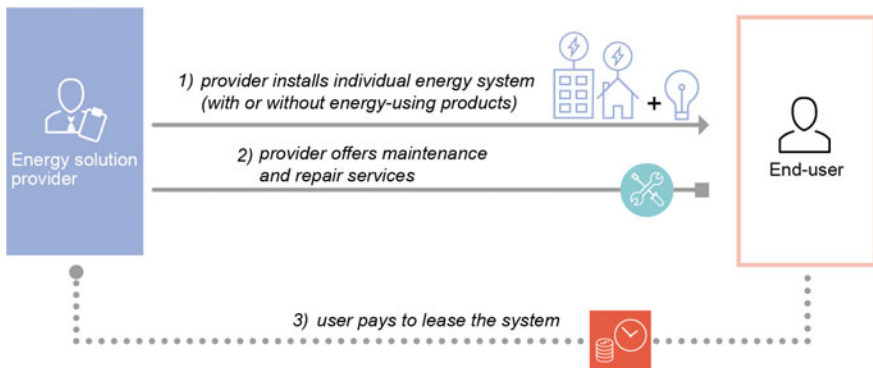 1) provider installs individual energy system
(with or without energy-using products)
+
Energy solution
provider
2) provider offers maintenance
and repair services
End-user
3) user pays to lease the system